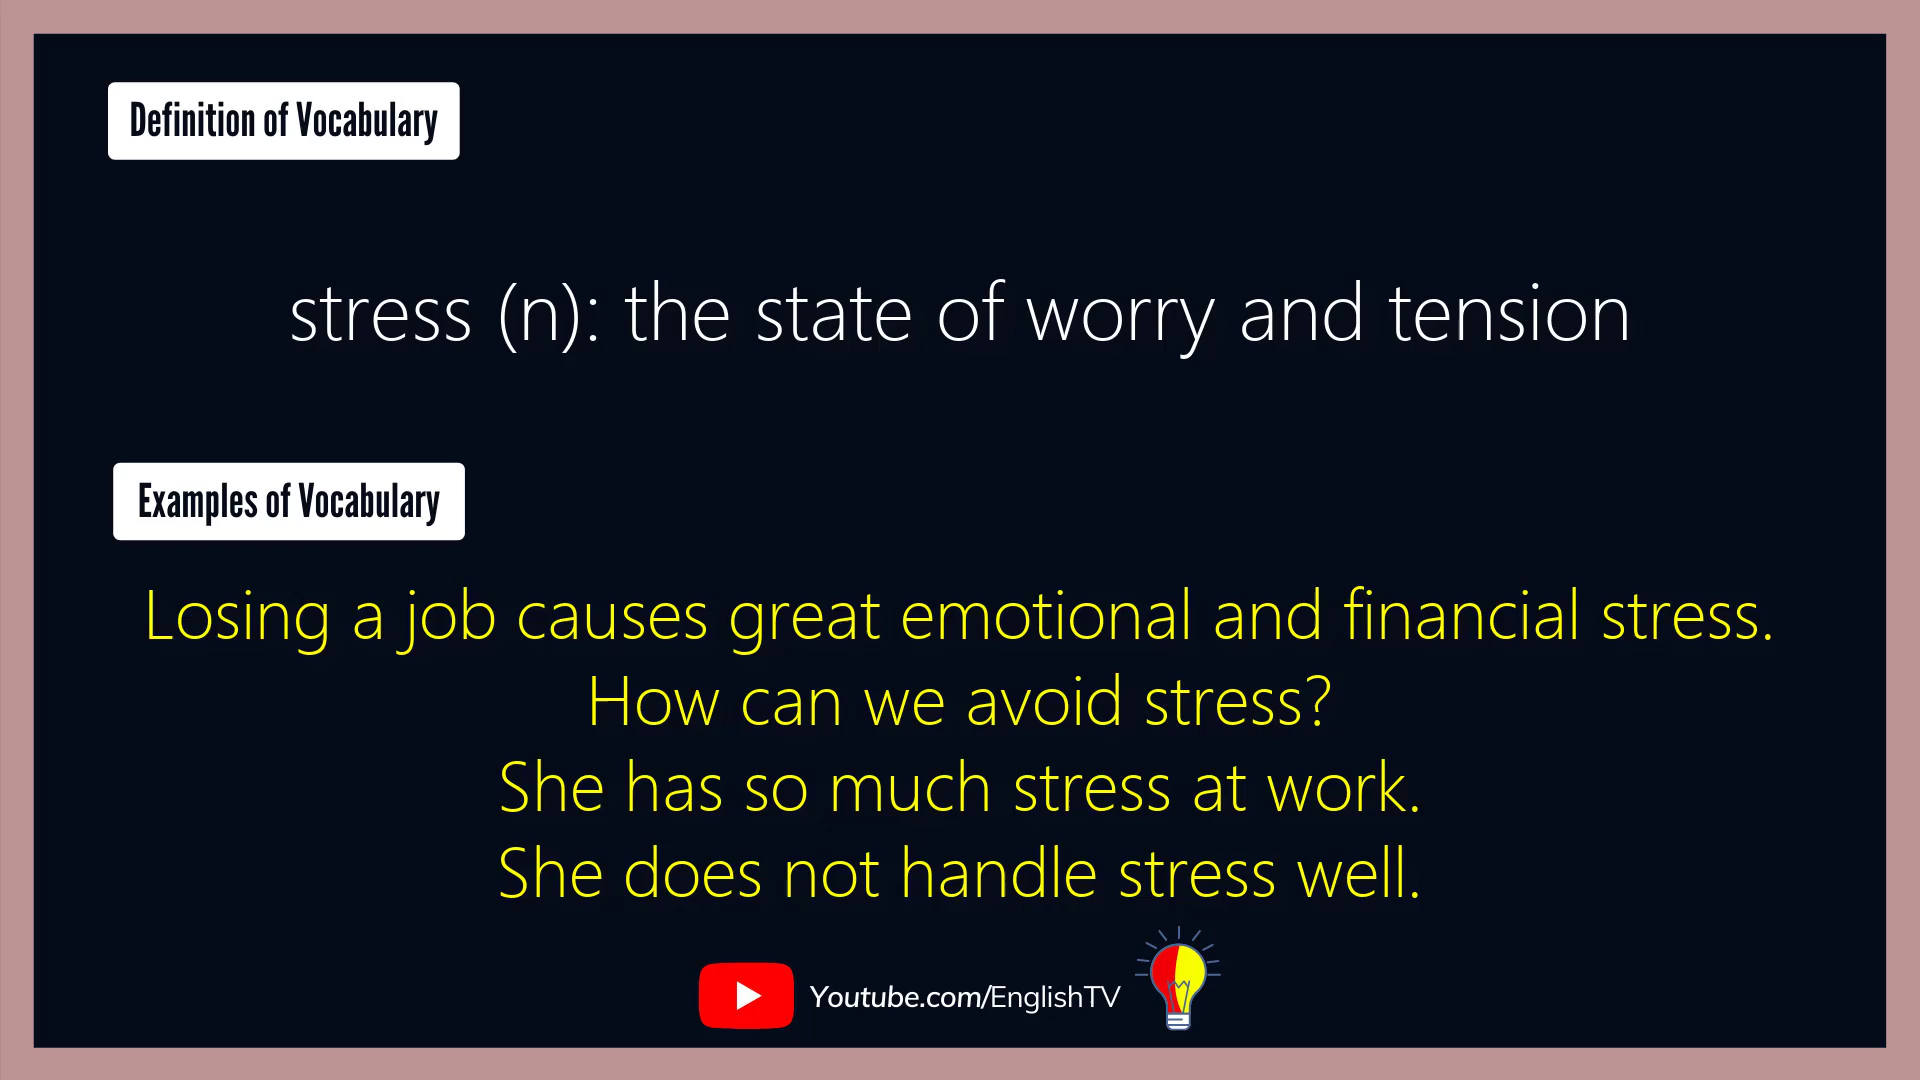 Definition of Vocabulary
stress (n): the state of worry and tension
Examples of Vocabulary
Losing a job causes great emotional and financial stress.
How can we avoid stress?
She has so much stress at work.
She does not handle stress well.
Youtube.com/EnglishTV